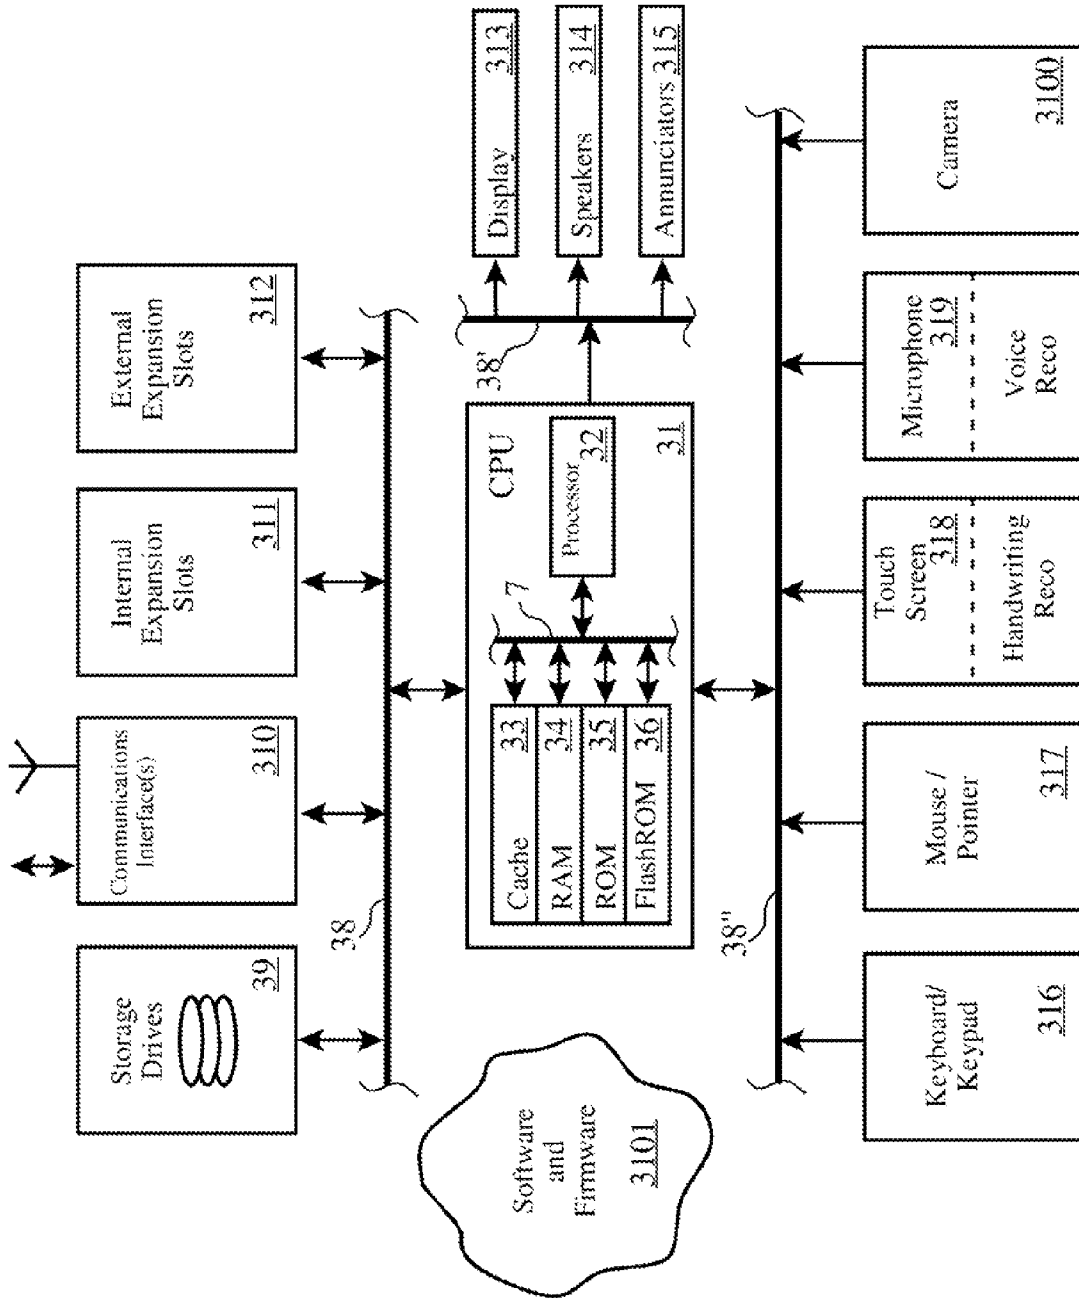 Storage
Drives
39
Communications
Interface(s)
310
Internal
Expansion
Slots
311
External
Expansion
Slots
312
38
Software
and
Firmware
3101
CPU
31
Cache 33
RAM 34
ROM 35
FlashROM 36
7
Processor
32
38'
Display 313
Speakers 314
Annunciators 315
38"
Keyboard/
Keypad
316
Mouse /
Pointer
317
Touch
Screen
318
Handwriting
Reco
Microphone
319
Voice
Reco
Camera
3100